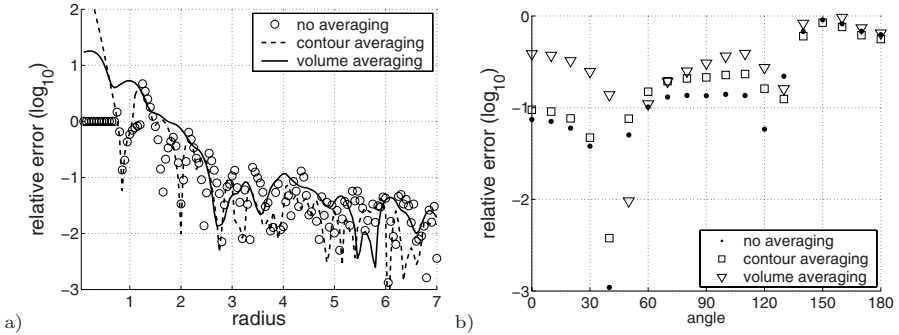 a)
relative error (log10)
2
1
0
−1
−2
−3
1
2
3
4
5
6
7
radius
no averaging
contour averaging
volume averaging
b)
relative error (log10)
0
−1
−2
−3
0
30
60
90
120
150
180
angle
no averaging
contour averaging
volume averaging